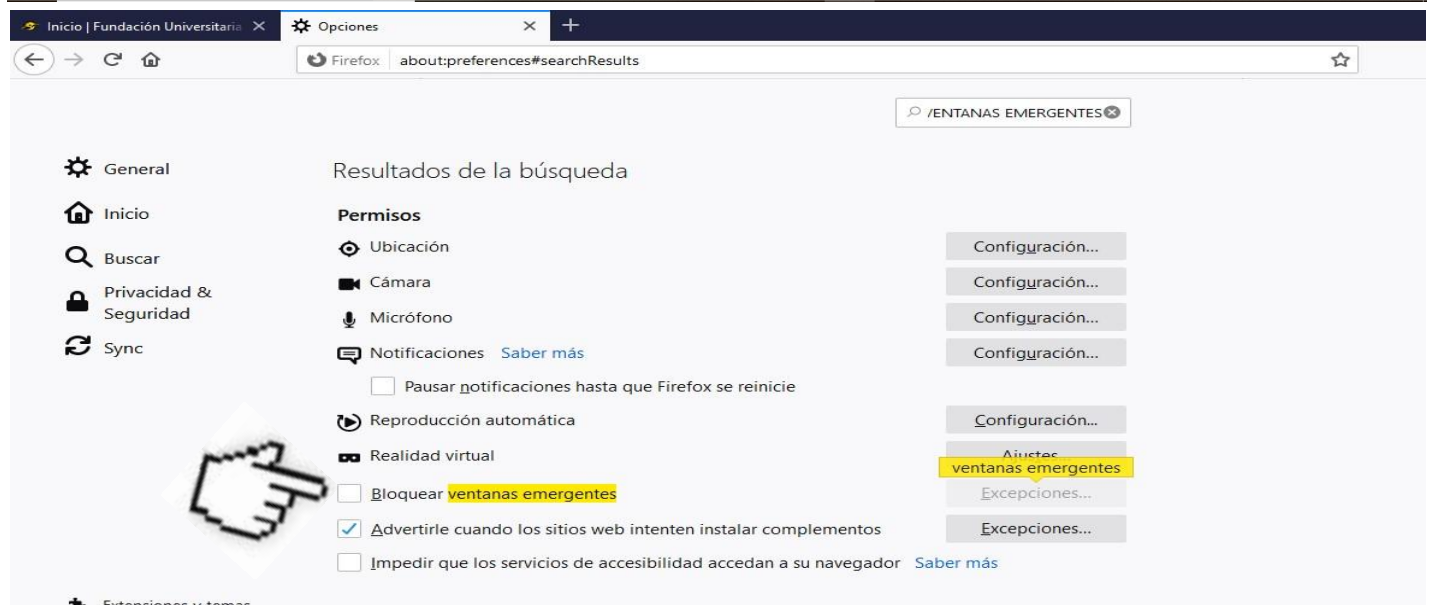 Inicio | Fundación Universitaria
Opciones
Firefox about:preferences#searchResults
VENTANAS EMERGENTES
General
Resultados de la búsqueda
Inicio
Permisos
Ubicación Configuración...
Buscar
Cámara Configuración...
Privacidad &
Seguridad
Micrófono Configuración...
Sync
Notificaciones Saber más Configuración...
Pausar notificaciones hasta que Firefox se reinicie
Reproducción automática Configuración...
Realidad virtual Ajustes...
ventanas emergentes
Bloquear ventanas emergentes Excepciones...
Advertirle cuando los sitios web intenten instalar complementos Excepciones...
Impedir que los servicios de accesibilidad accedan a su navegador Saber más
Extensiones y temas